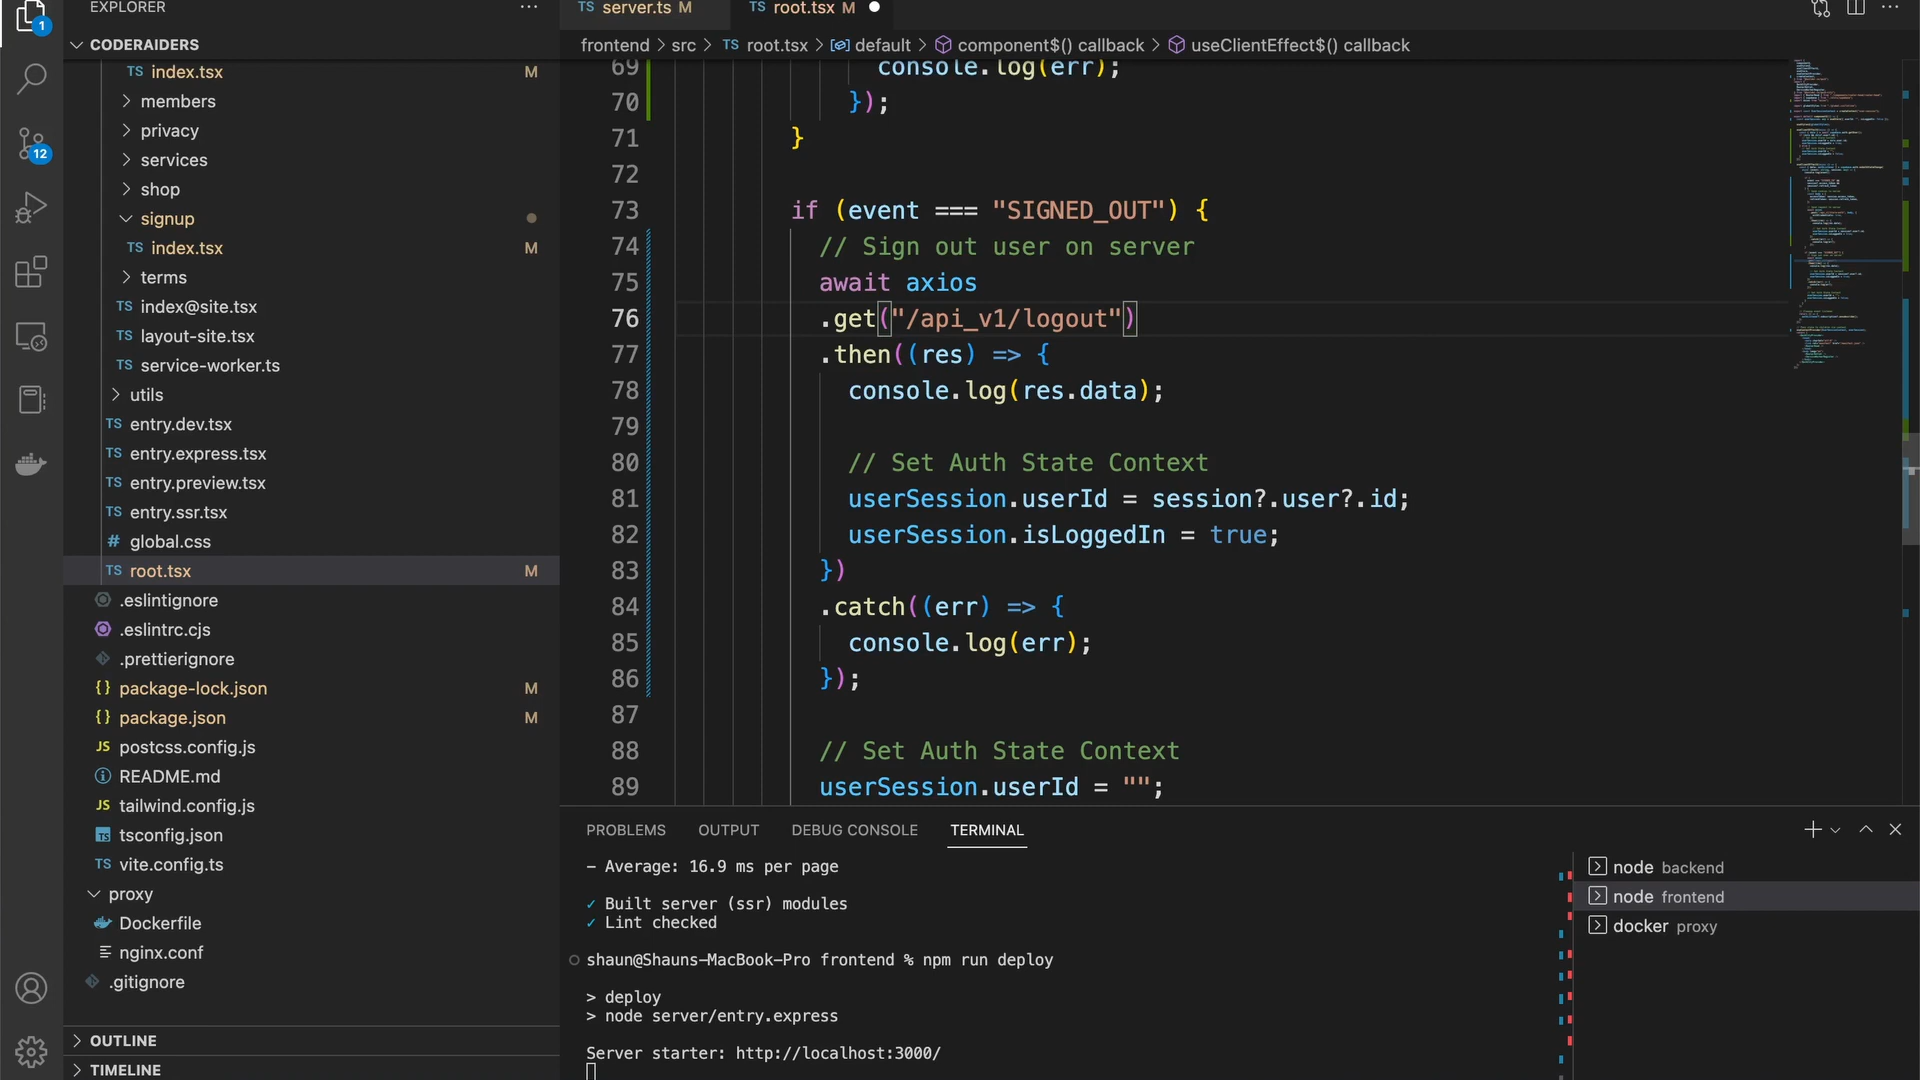 EXPLORER
CODERAIDERS
TS index.tsx M
members
privacy
services
shop
signup
TS index.tsx M
terms
TS index@site.tsx
TS layout-site.tsx
TS service-worker.ts
utils
TS entry.dev.tsx
TS entry.express.tsx
TS entry.preview.tsx
TS entry.ssr.tsx
# global.css
TS root.tsx M
.eslintignore
.eslintrc.cjs
.prettierignore
{} package-lock.json M
{} package.json M
JS postcss.config.js
README.md
JS tailwind.config.js
TS tsconfig.json
TS vite.config.ts
proxy
Dockerfile
nginx.conf
.gitignore
OUTLINE
TIMELINE
1
12
TS server.ts M
TS root.tsx M
frontend > src > TS root.tsx > default > component$() callback > useClientEffect$() callback
69 console.log(err);
70 });
71 }
72
73 if (event === "SIGNED_OUT") {
74 // Sign out user on server
75 await axios
76 .get("/api_v1/logout")
77 .then((res) => {
78 console.log(res.data);
79
80 // Set Auth State Context
81 userSession.userId = session?.user?.id;
82 userSession.isLoggedIn = true;
83 })
84 .catch((err) => {
85 console.log(err);
86 });
87
88 // Set Auth State Context
89 userSession.userId = "";
PROBLEMS OUTPUT DEBUG CONSOLE TERMINAL
- Average: 16.9 ms per page
✓ Built server (ssr) modules
✓ Lint checked
shaun@Shauns-MacBook-Pro frontend % npm run deploy
> deploy
> node server/entry.express
Server starter: http://localhost:3000/
node backend
node frontend
docker proxy